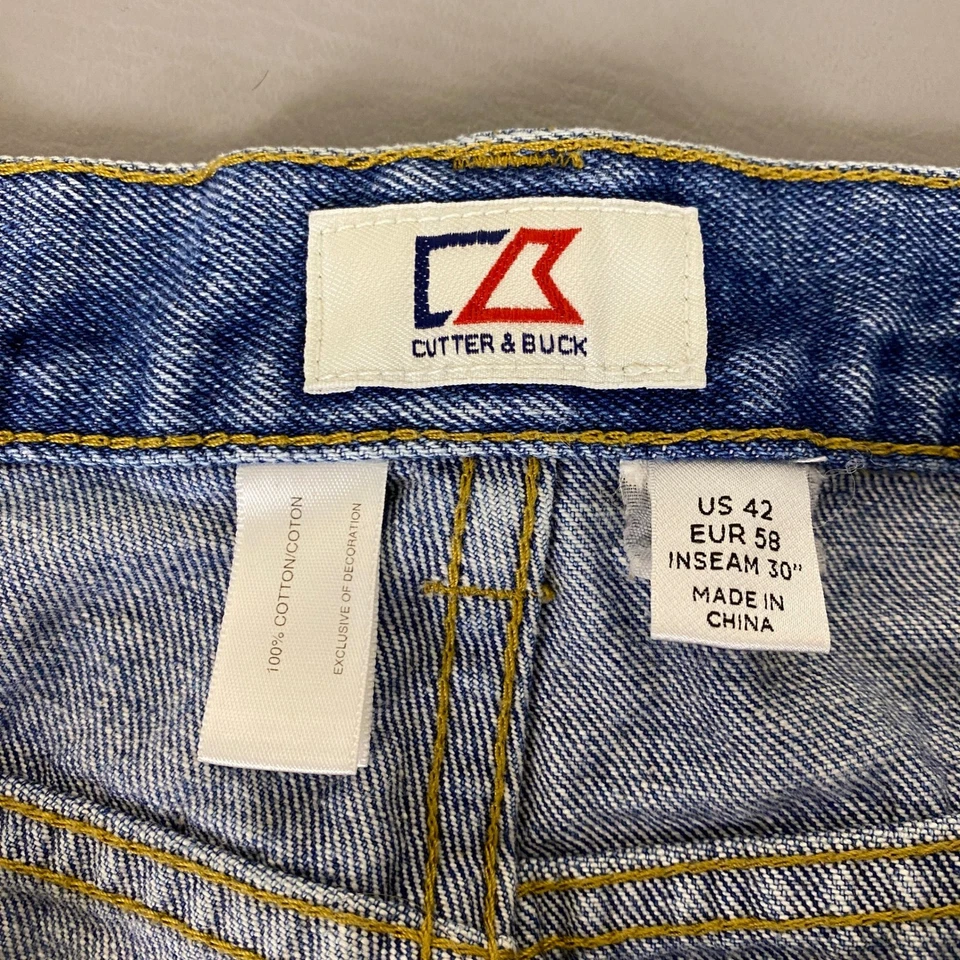 CUTTER & BUCK
100% COTTON/COTON
EXCLUSIVE OF DECORATION
US 42
EUR 58
INSEAM 30"
MADE IN
CHINA